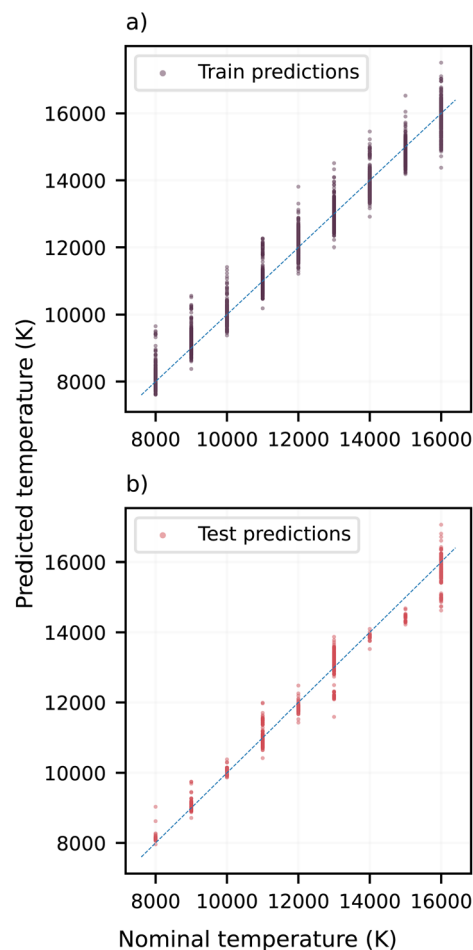 a)
Train predictions
16000
14000
12000
10000
8000
8000 10000 12000 14000 16000
Predicted temperature (K)
b)
Test predictions
16000
14000
12000
10000
8000
8000 10000 12000 14000 16000
Nominal temperature (K)